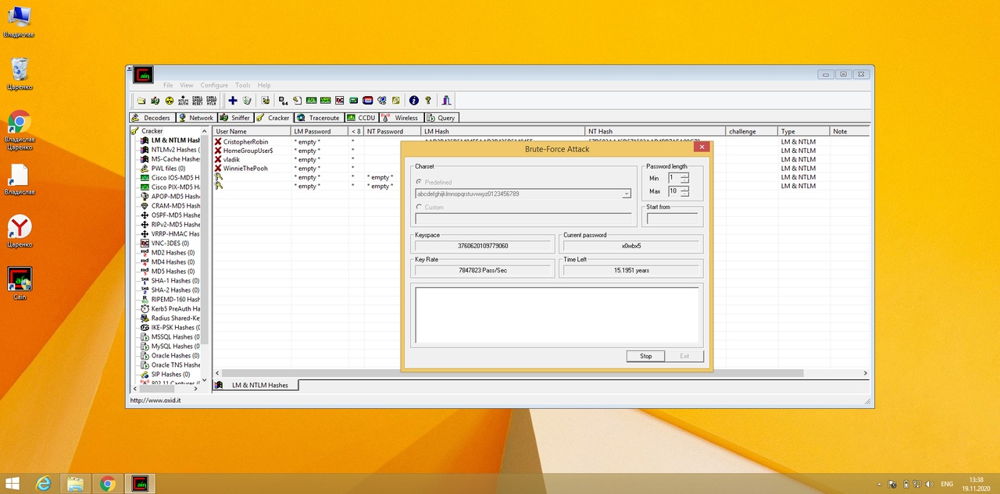 Владислав
Царенко
Владислав
Царенко
Владислав
Царенко
Cain
File View Configure Tools Help
Decoders Network Sniffer Cracker Traceroute CCDU Wireless Query
Cracker
LM & NTLM Hash
NTLMv2 Hashes (
MS-Cache Hashes
PWL files (0)
Cisco IOS-MD5 H
Cisco PIX-MD5 H
APOP-MD5 Hash
CRAM-MD5 Hash
OSPF-MD5 Hash
RIPv2-MD5 Hash
VRRP-HMAC Has
VNC-3DES (0)
MD2 Hashes (0)
MD4 Hashes (0)
MD5 Hashes (0)
SHA-1 Hashes (0)
SHA-2 Hashes (0)
RIPEMD-160 Hash
Kerb5 PreAuth Ha
Radius Shared-Ke
IKE-PSK Hashes (0
MSSQL Hashes (0
MySQL Hashes (0
Oracle Hashes (0)
Oracle TNS Hashe
SIP Hashes (0)
802.11 Captures (0
User Name LM Password < 8 NT Password LM Hash NT Hash challenge Type Note
CristopherRobin * empty * * LM & NTLM
HomeGroupUser$ * empty * * LM & NTLM
vladik * empty * * LM & NTLM
WinnieThePooh * empty * * LM & NTLM
* empty * * * empty * LM & NTLM
* empty * * * empty * LM & NTLM
Brute-Force Attack
Charset
Predefined
abcdefghijklmnopqrstuvwxyz0123456789
Custom
Password length
Min 1
Max 10
Start from
Keyspace
3760620109779060
Current password
x0wbx5
Key Rate
7847823 Pass/Sec
Time Left
15.1951 years
Stop Exit
LM & NTLM Hashes
http://www.oxid.it
ENG
13:38
19.11.2020